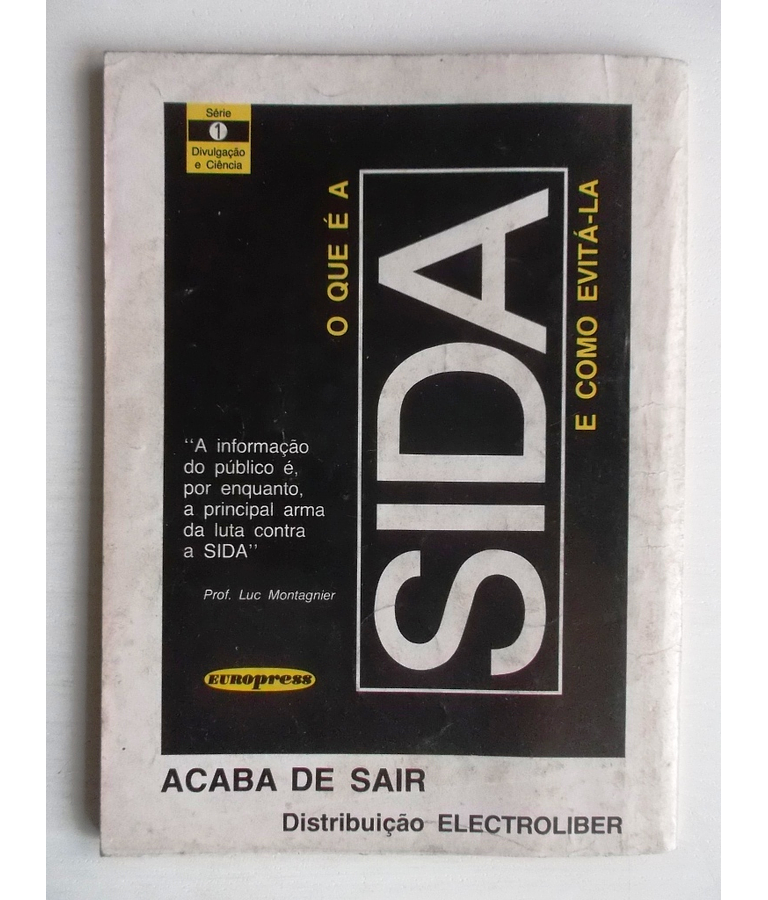 Série
1
Divulgação
e Ciência
O QUE É A
SIDA
E COMO EVITÁ-LA
"A informação
do público é,
por enquanto,
a principal arma
da luta contra
a SIDA"
Prof. Luc Montagnier
EUROpress
ACABA DE SAIR
Distribuição ELECTROLIBER